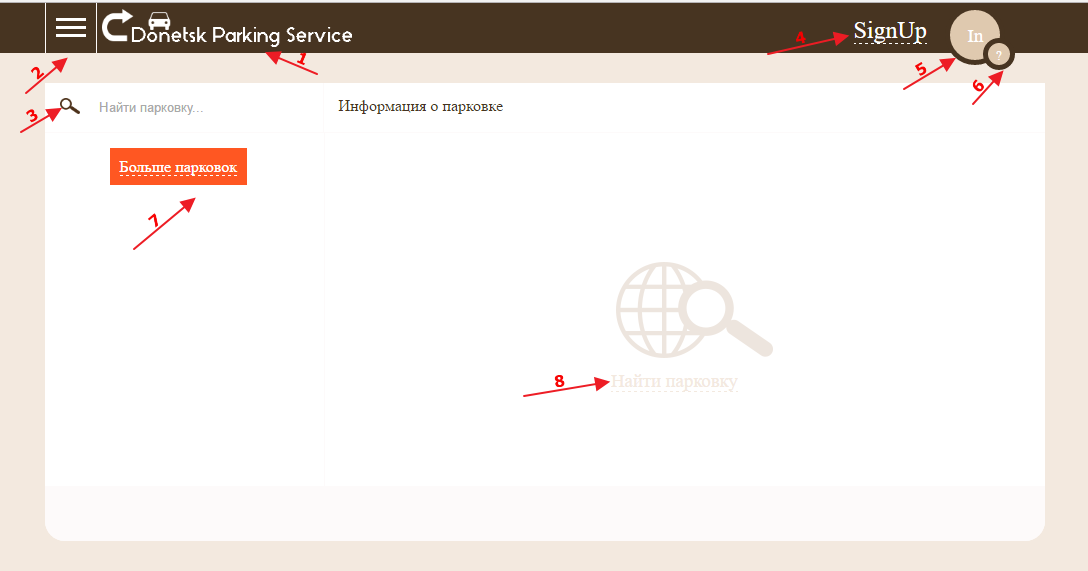 Donetsk Parking Service
SignUp
In
?
1
2
3
4
5
6
Найти парковку...
Информация о парковке
Больше парковок
7
8
Найти парковку